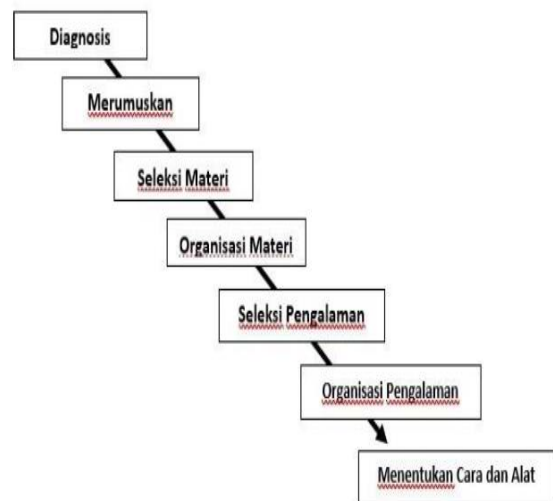 Diagnosis
Merumuskan
Seleksi Materi
Organisasi Materi
Seleksi Pengalaman
Organisasi Pengalaman
Menentukan Cara dan Alat